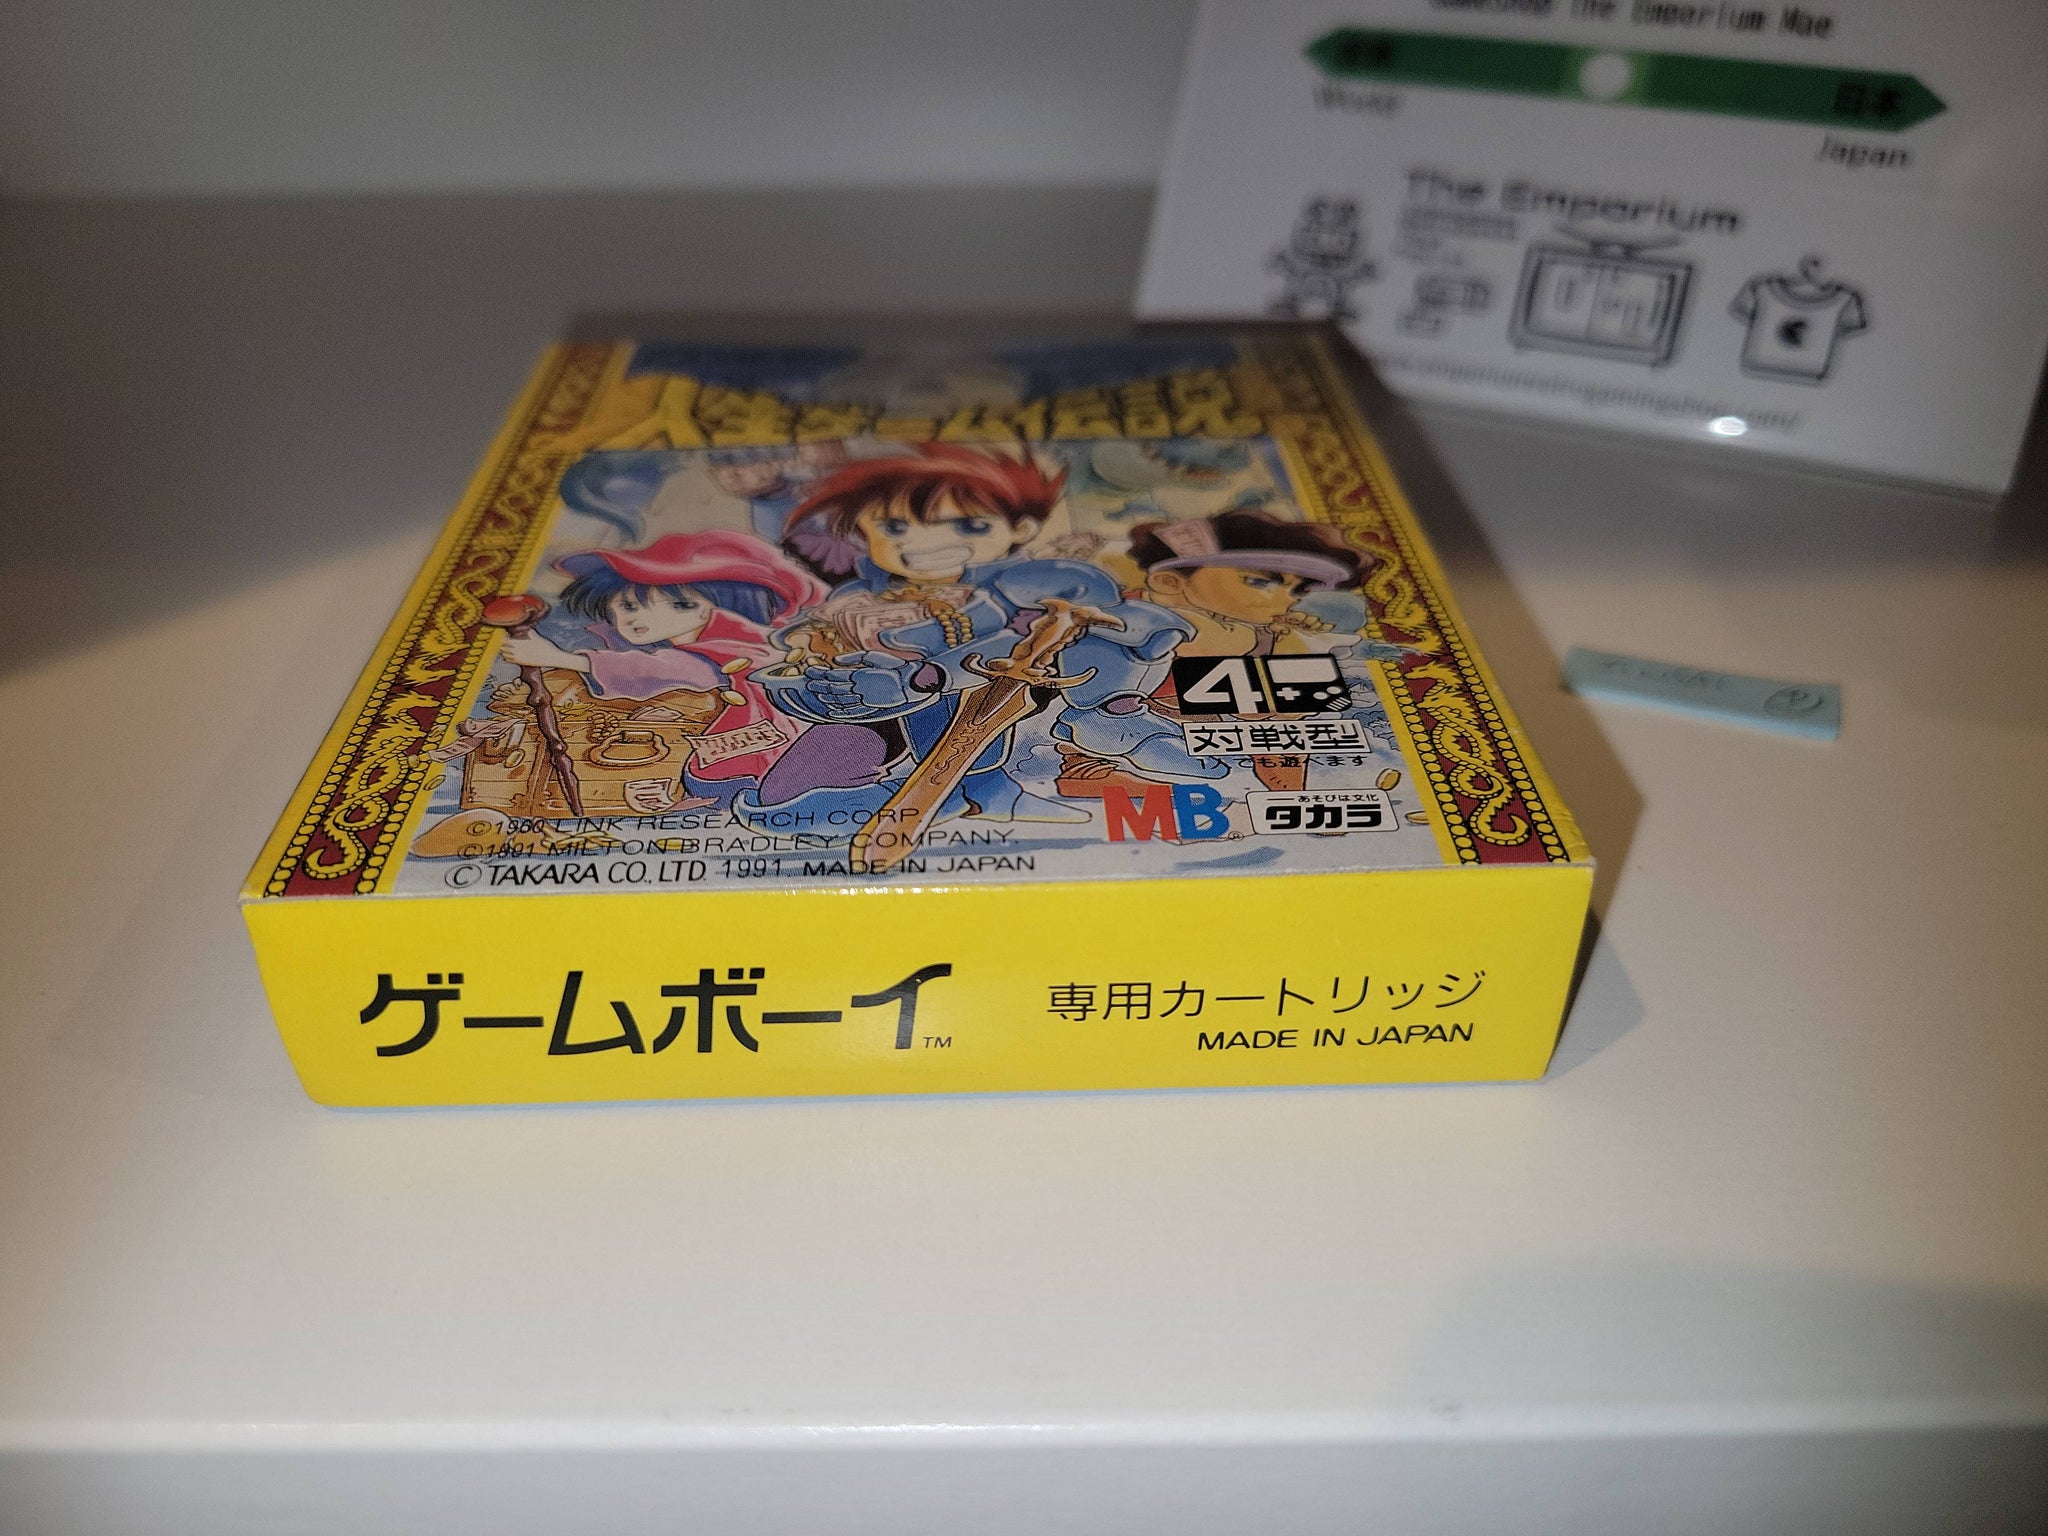 The Emporium
Japan
日本
World
The Emporium
人生ゲーム伝説
4
対戦型
1人でも遊べます
MB®
あそびは文化
タカラ
©1960 LINK RESEARCH CORP.
©1991 MILTON BRADLEY COMPANY.
©TAKARA CO.,LTD. 1991. MADE IN JAPAN
ゲームボーイ™
専用カートリッジ
MADE IN JAPAN